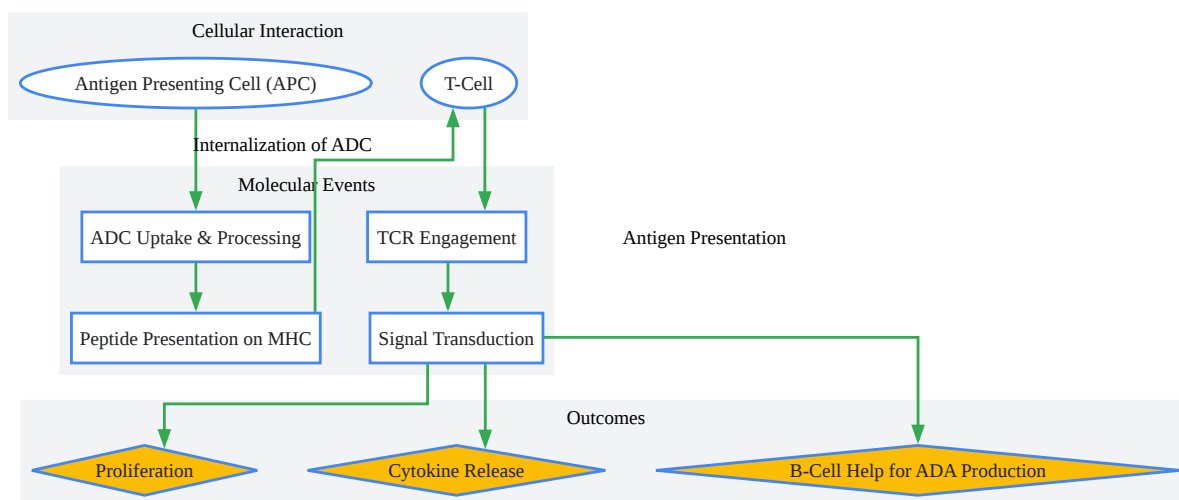 Cellular Interaction
Antigen Presenting Cell (APC)
T-Cell
Internalization of ADC
Molecular Events
ADC Uptake & Processing
TCR Engagement
Antigen Presentation
Peptide Presentation on MHC
Signal Transduction
Outcomes
Proliferation
Cytokine Release
B-Cell Help for ADA Production